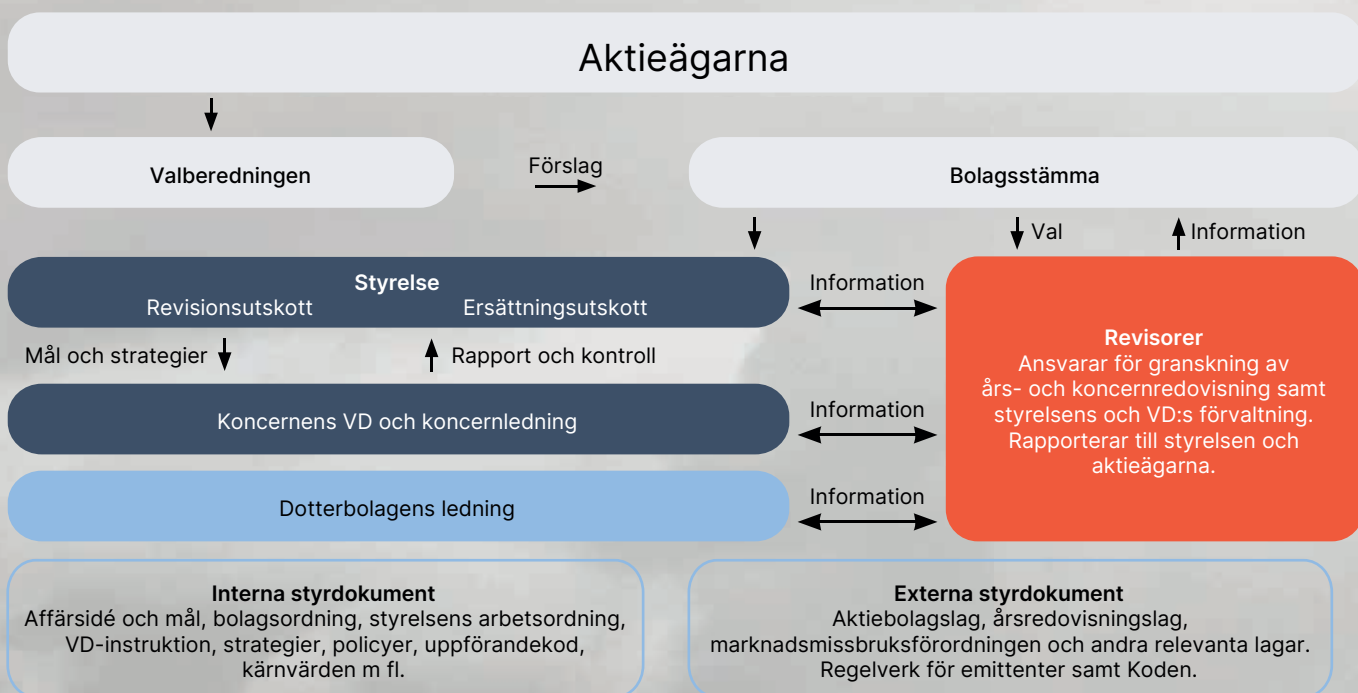 Aktieägarna
Valberedningen
Förslag
Bolagsstämma
Val
Information
Styrelse
Revisionsutskott
Ersättningsutskott
Information
Mål och strategier
Rapport och kontroll
Koncernens VD och koncernledning
Information
Dotterbolagens ledning
Information
Revisorer
Ansvarar för granskning av
års- och koncernredovisning samt
styrelsens och VD:s förvaltning.
Rapporterar till styrelsen och
aktieägarna.
Interna styrdokument
Affärsidé och mål, bolagsordning, styrelsens arbetsordning,
VD-instruktion, strategier, policyer, uppförandekod,
kärnvärden m fl.
Externa styrdokument
Aktiebolagslag, årsredovisningslag,
marknadsmissbruksförordningen och andra relevanta lagar.
Regelverk för emittenter samt Koden.